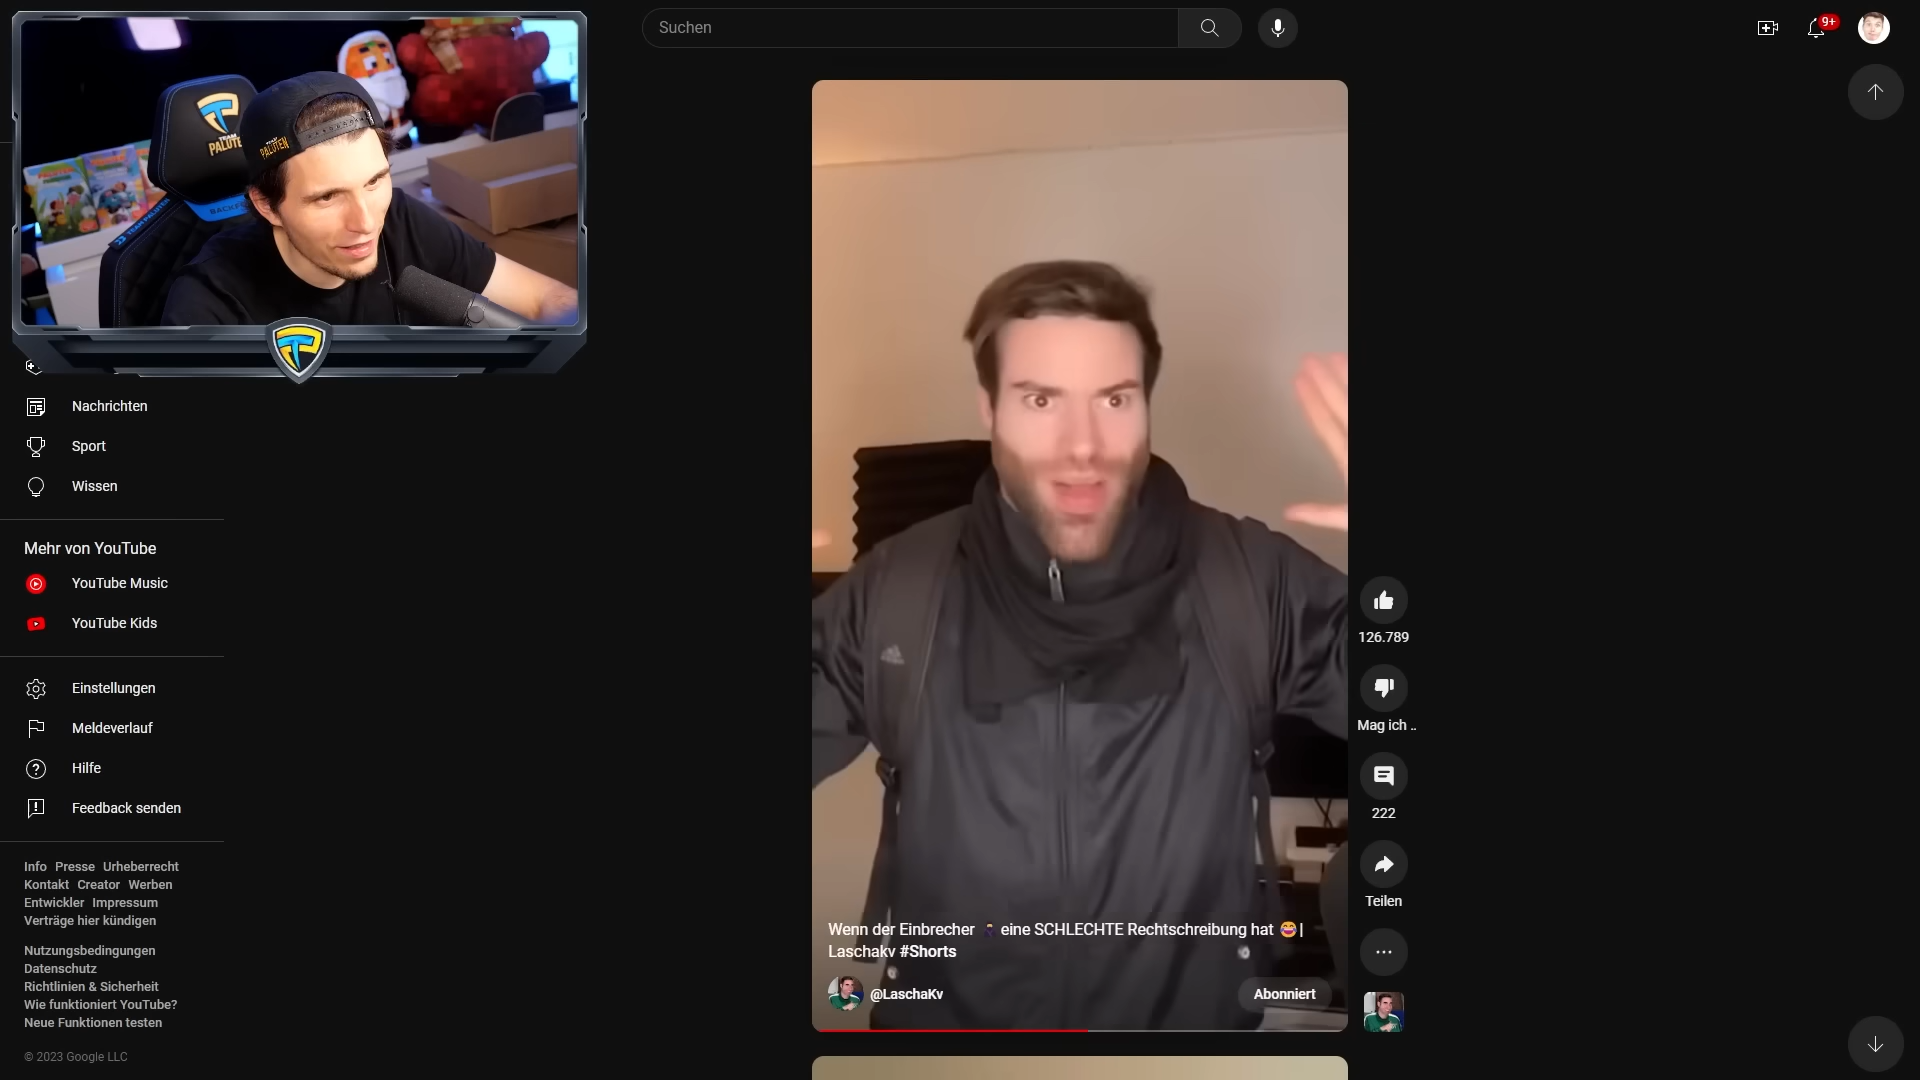 Suchen
9+
TEAM
PALUTEN
PALUTEN
Nachrichten
Sport
Wissen
Mehr von YouTube
YouTube Music
YouTube Kids
Einstellungen
Meldeverlauf
Hilfe
Feedback senden
Info Presse Urheberrecht
Kontakt Creator Werben
Entwickler Impressum
Verträge hier kündigen
Nutzungsbedingungen
Datenschutz
Richtlinien & Sicherheit
Wie funktioniert YouTube?
Neue Funktionen testen
© 2023 Google LLC
126.789
Mag ich ..
222
Teilen
Wenn der Einbrecher 🥷 eine SCHLECHTE Rechtschreibung hat 😂 |
Laschakv #Shorts
@LaschaKv
Abonniert